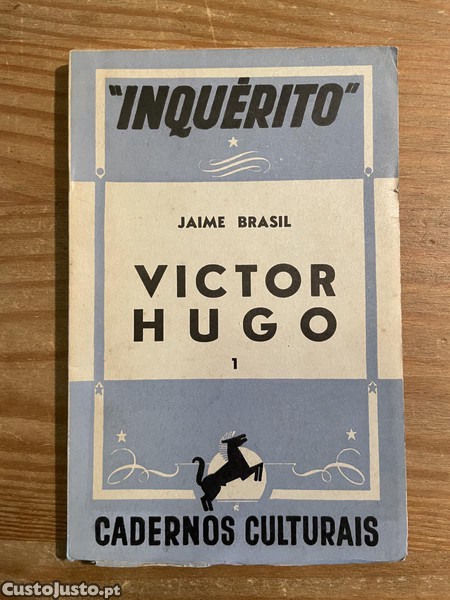 "INQUÉRITO"
JAIME BRASIL
VICTOR
HUGO
1
CADERNOS CULTURAIS
CustoJusto.pt